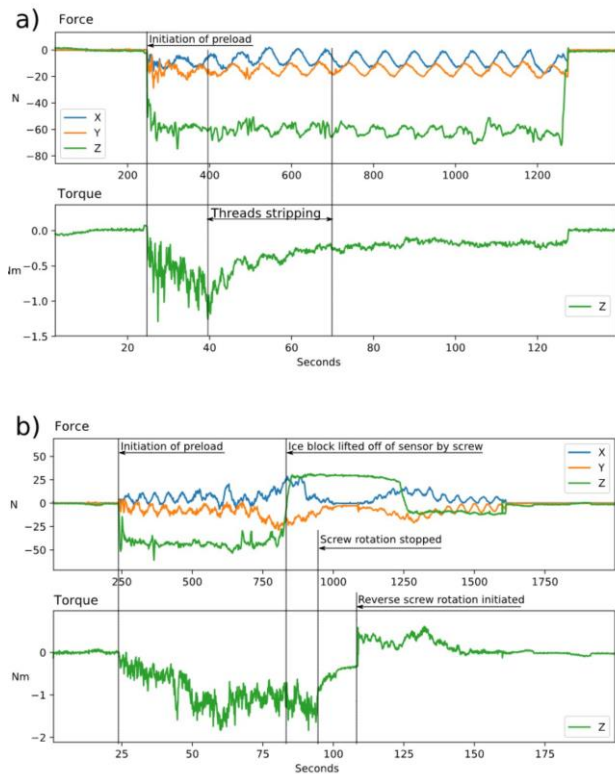 a)
Force
Initiation of preload
0
−20
N
−40
−60
−80
X
Y
Z
200 400 600 800 1000 1200
Torque
Threads stripping
0.0
Nm
−0.5
−1.0
−1.5
Z
20 40 60 80 100 120
Seconds
b)
Force
50
25
N
0
−25
−50
Initiation of preload
Ice block lifted off of sensor by screw
X
Y
Z
Screw rotation stopped
250 500 750 1000 1250 1500 1750
Torque
Reverse screw rotation initiated
0
Nm
−1
−2
Z
25 50 75 100 125 150 175
Seconds